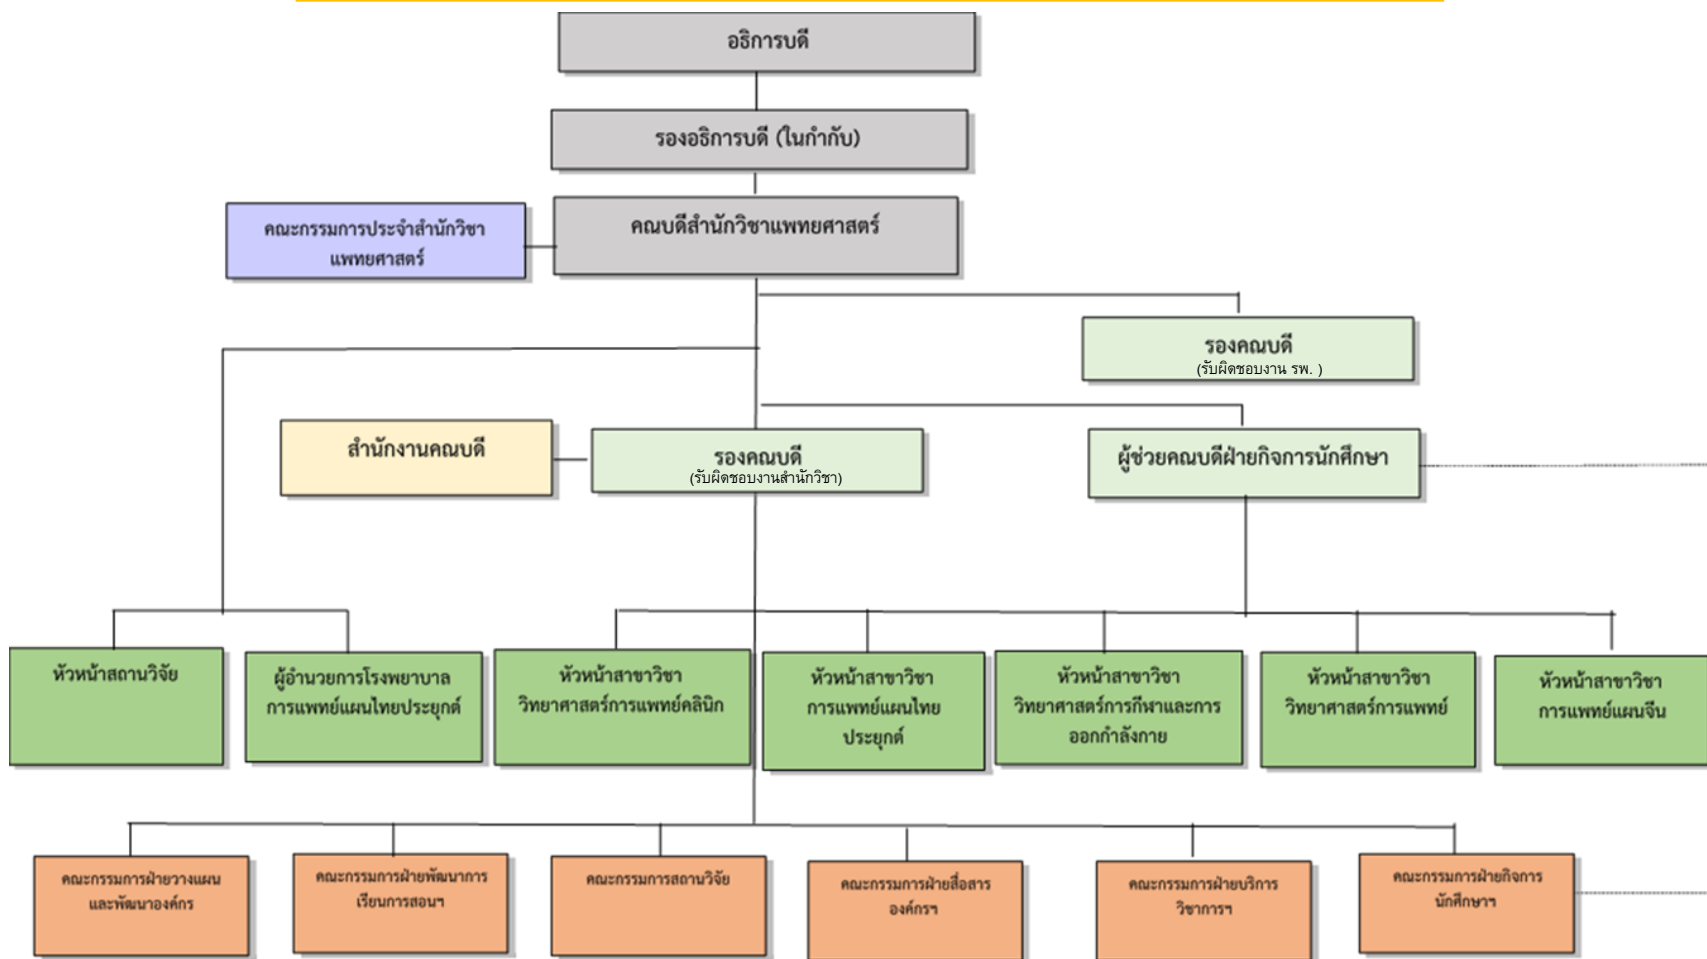 อธิการบดี
รองอธิการบดี (ในกำกับ)
คณบดีสำนักวิชาแพทยศาสตร์
คณะกรรมการประจำสำนักวิชา
แพทยศาสตร์
รองคณบดี
(รับผิดชอบงาน รพ. )
สำนักงานคณบดี
รองคณบดี
(รับผิดชอบงานสำนักวิชา)
ผู้ช่วยคณบดีฝ่ายกิจการนักศึกษา
หัวหน้าสถานวิจัย
ผู้อำนวยการโรงพยาบาล
การแพทย์แผนไทยประยุกต์
หัวหน้าสาขาวิชา
วิทยาศาสตร์การแพทย์คลินิก
หัวหน้าสาขาวิชา
การแพทย์แผนไทย
ประยุกต์
หัวหน้าสาขาวิชา
วิทยาศาสตร์การกีฬาและการ
ออกกำลังกาย
หัวหน้าสาขาวิชา
วิทยาศาสตร์การแพทย์
หัวหน้าสาขาวิชา
การแพทย์แผนจีน
คณะกรรมการฝ่ายวางแผน
และพัฒนาองค์กร
คณะกรรมการฝ่ายพัฒนาการ
เรียนการสอนฯ
คณะกรรมการสถานวิจัย
คณะกรรมการฝ่ายสื่อสาร
องค์กรฯ
คณะกรรมการฝ่ายบริการ
วิชาการฯ
คณะกรรมการฝ่ายกิจการ
นักศึกษาฯ